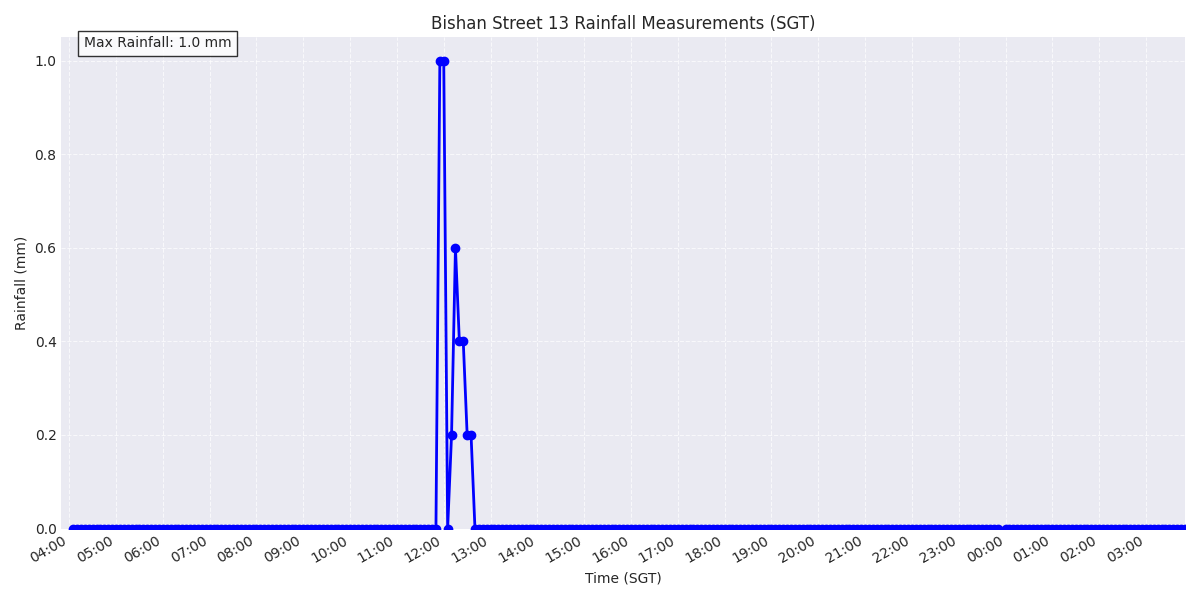 Bishan Street 13 Rainfall Measurements (SGT)
Max Rainfall: 1.0 mm
1.0
0.8
0.6
0.4
0.2
0.0
Rainfall (mm)
04:00 05:00 06:00 07:00 08:00 09:00 10:00 11:00 12:00 13:00 14:00 15:00 16:00 17:00 18:00 19:00 20:00 21:00 22:00 23:00 00:00 01:00 02:00 03:00
Time (SGT)